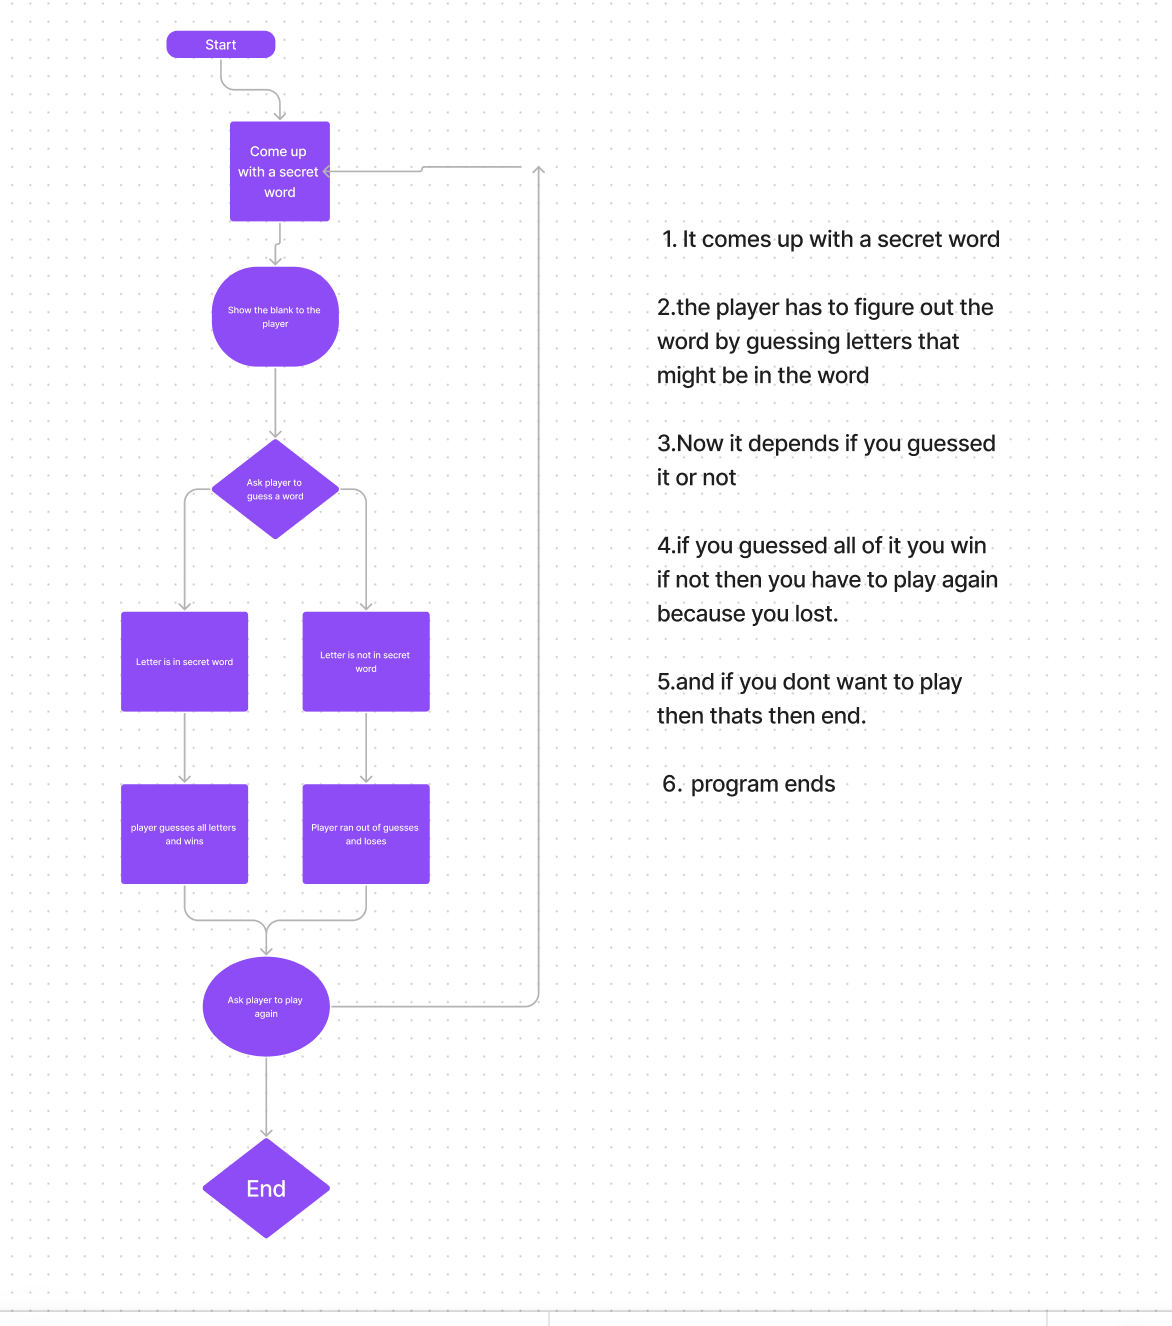 Start
Come up
with a secret
word
Show the blank to the
player
Ask player to
guess a word
Letter is in secret word
Letter is not in secret
word
player guesses all letters
and wins
Player ran out of guesses
and loses
Ask player to play
again
End
1. It comes up with a secret word
2.the player has to figure out the
word by guessing letters that
might be in the word
3.Now it depends if you guessed
it or not
4.if you guessed all of it you win
if not then you have to play again
because you lost.
5.and if you dont want to play
then thats then end.
6. program ends